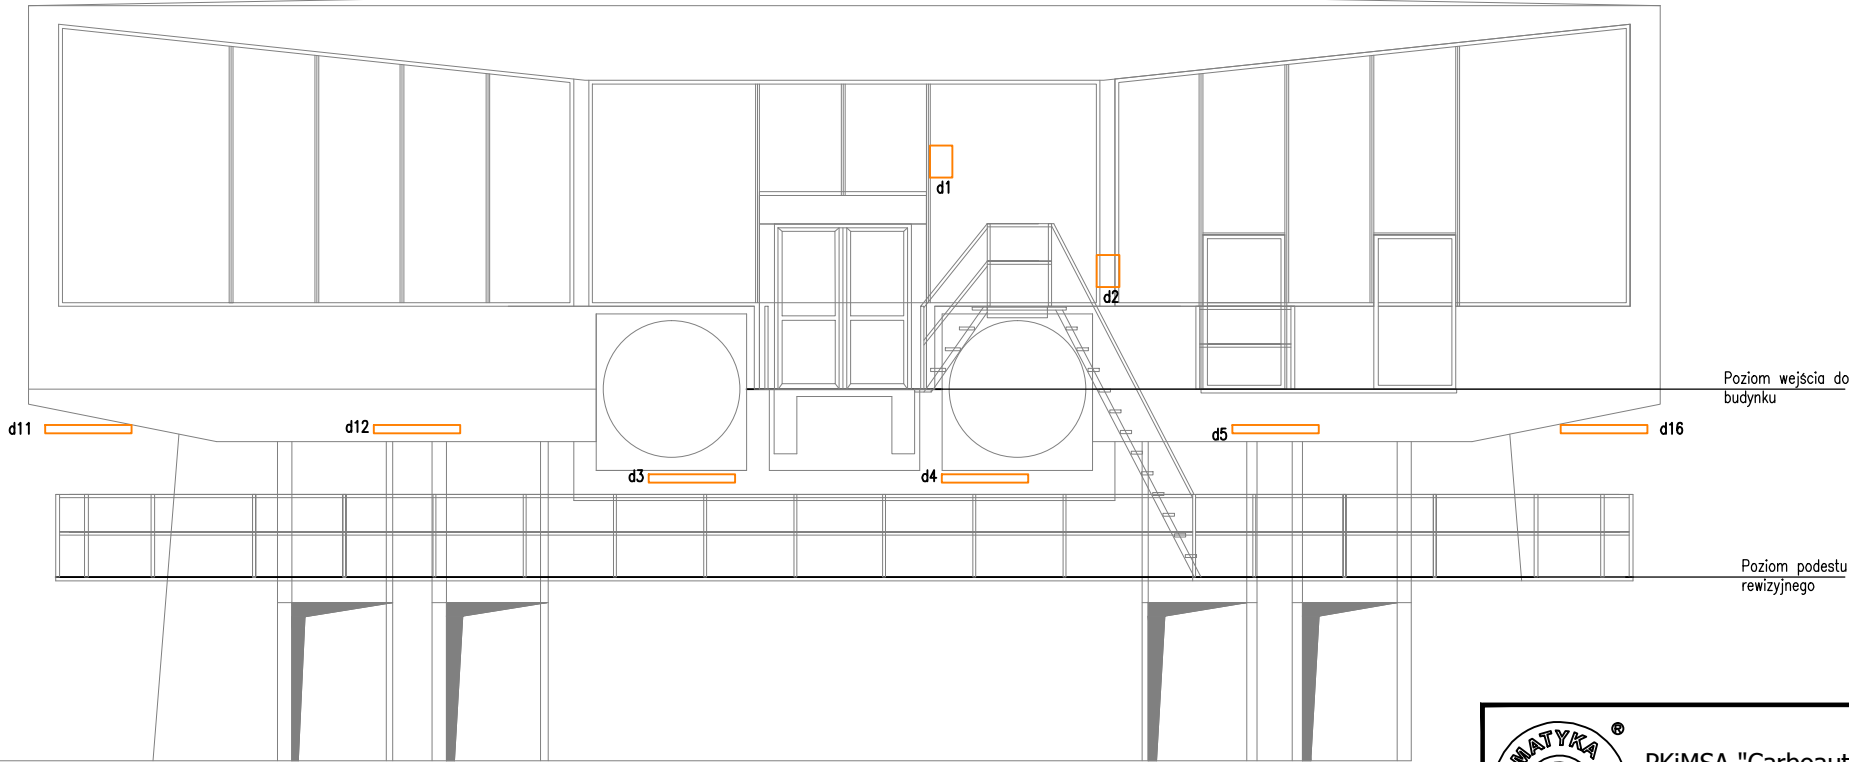 d1
d2
Poziom wejścia do
budynku
d11
d12
d5
d16
d3
d4
Poziom podestu
rewizyjnego
®
PKiMSA "Carboaut